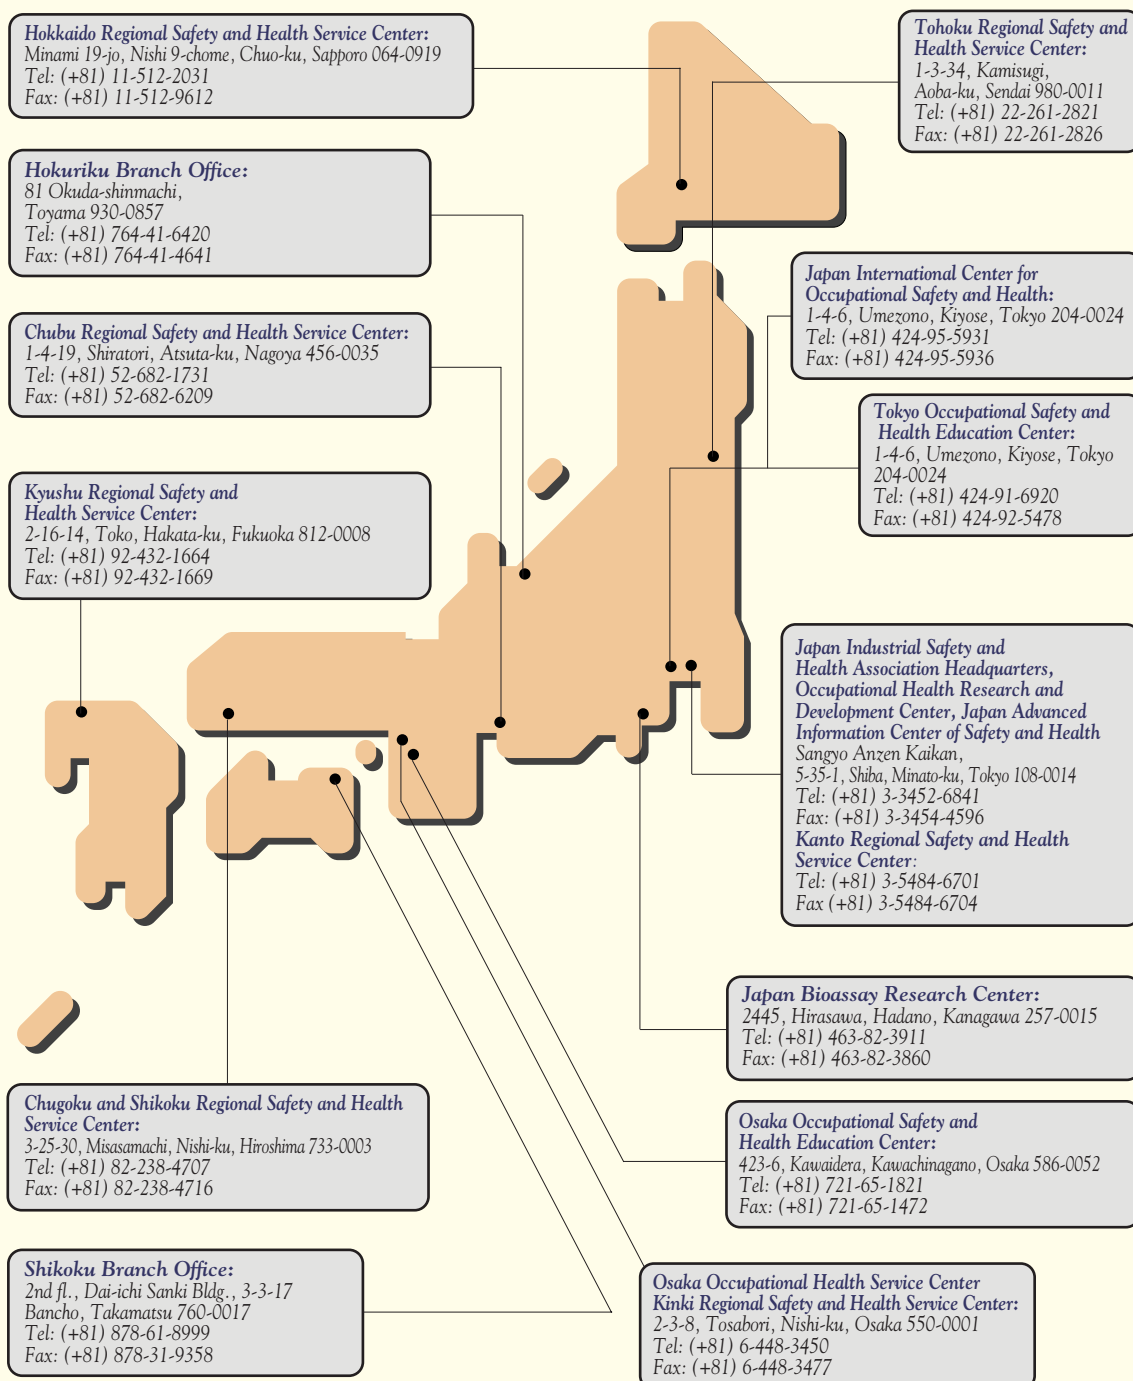 Hokkaido Regional Safety and Health Service Center:
Minami 19-jo, Nishi 9-chome, Chuo-ku, Sapporo 064-0919
Tel: (+81) 11-512-2031
Fax: (+81) 11-512-9612
Tohoku Regional Safety and
Health Service Center:
1-3-34, Kamisugi,
Aoba-ku, Sendai 980-0011
Tel: (+81) 22-261-2821
Fax: (+81) 22-261-2826
Hokuriku Branch Office:
81 Okuda-shinmachi,
Toyama 930-0857
Tel: (+81) 764-41-6420
Fax: (+81) 764-41-4641
Japan International Center for
Occupational Safety and Health:
1-4-6, Umezono, Kiyose, Tokyo 204-0024
Tel: (+81) 424-95-5931
Fax: (+81) 424-95-5936
Chubu Regional Safety and Health Service Center:
1-4-19, Shiratori, Atsuta-ku, Nagoya 456-0035
Tel: (+81) 52-682-1731
Fax: (+81) 52-682-6209
Tokyo Occupational Safety and
Health Education Center:
1-4-6, Umezono, Kiyose, Tokyo
204-0024
Tel: (+81) 424-91-6920
Fax: (+81) 424-92-5478
Kyushu Regional Safety and
Health Service Center:
2-16-14, Toko, Hakata-ku, Fukuoka 812-0008
Tel: (+81) 92-432-1664
Fax: (+81) 92-432-1669
Japan Industrial Safety and
Health Association Headquarters,
Occupational Health Research and
Development Center, Japan Advanced
Information Center of Safety and Health
Sangyo Anzen Kaikan,
5-35-1, Shiba, Minato-ku, Tokyo 108-0014
Tel: (+81) 3-3452-6841
Fax: (+81) 3-3454-4596
Kanto Regional Safety and Health
Service Center:
Tel: (+81) 3-5484-6701
Fax (+81) 3-5484-6704
Japan Bioassay Research Center:
2445, Hirasawa, Hadano, Kanagawa 257-0015
Tel: (+81) 463-82-3911
Fax: (+81) 463-82-3860
Chugoku and Shikoku Regional Safety and Health
Service Center:
3-25-30, Misasamachi, Nishi-ku, Hiroshima 733-0003
Tel: (+81) 82-238-4707
Fax: (+81) 82-238-4716
Osaka Occupational Safety and
Health Education Center:
423-6, Kawaidera, Kawachinagano, Osaka 586-0052
Tel: (+81) 721-65-1821
Fax: (+81) 721-65-1472
Shikoku Branch Office:
2nd fl., Dai-ichi Sanki Bldg., 3-3-17
Bancho, Takamatsu 760-0017
Tel: (+81) 878-61-8999
Fax: (+81) 878-31-9358
Osaka Occupational Health Service Center
Kinki Regional Safety and Health Service Center:
2-3-8, Tosabori, Nishi-ku, Osaka 550-0001
Tel: (+81) 6-448-3450
Fax: (+81) 6-448-3477